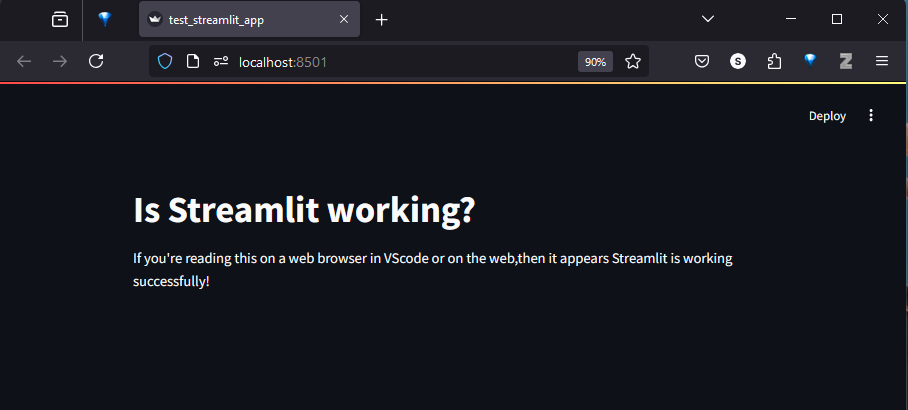 test_streamlit_app
localhost:8501
90%
S
Z
Deploy
Is Streamlit working?
If you're reading this on a web browser in VScode or on the web,then it appears Streamlit is working
successfully!